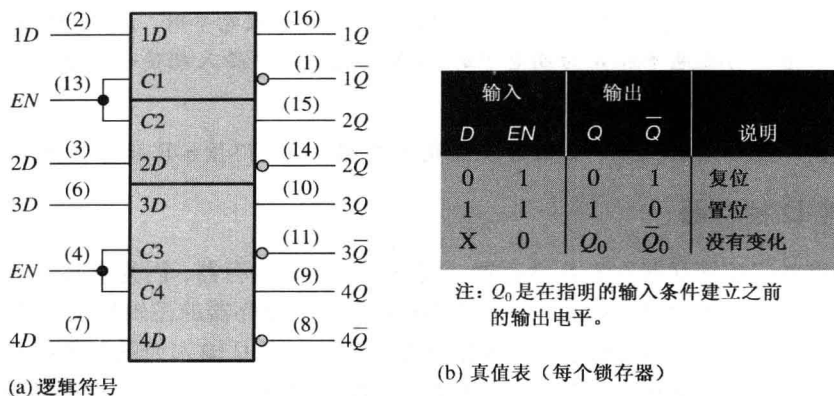 1D (2) 1D (16) 1Q
(1) 1Q̅
EN (13) C1
C2 (15) 2Q
2D (3) 2D (14) 2Q̅
3D (6) 3D (10) 3Q
(11) 3Q̅
EN (4) C3
C4 (9) 4Q
4D (7) 4D (8) 4Q̅
(a) 逻辑符号
输入 输出
D EN Q Q̅ 说明
0 1 0 1 复位
1 1 1 0 置位
X 0 Q₀ Q̅₀ 没有变化
注：Q₀是在指明的输入条件建立之前
的输出电平。
(b) 真值表（每个锁存器）